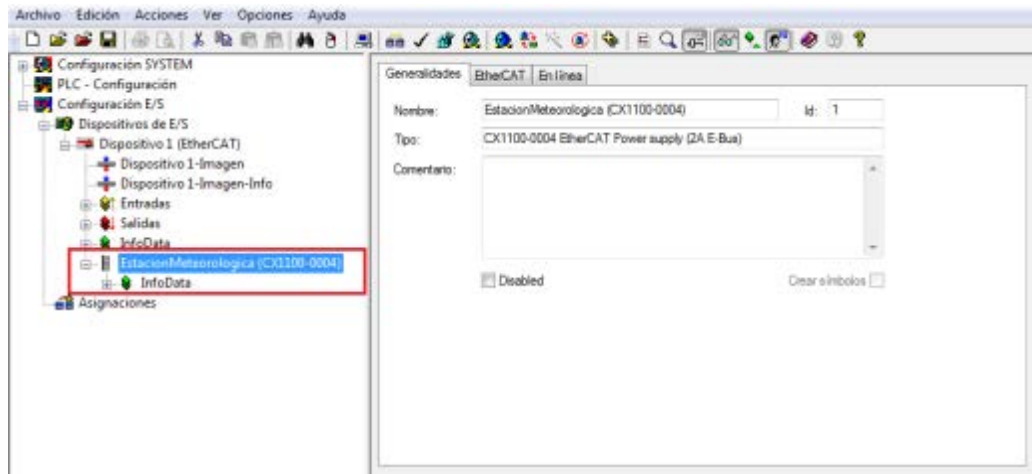 Archivo Edición Acciones Ver Opciones Ayuda
Configuración SYSTEM
PLC - Configuración
Configuración E/S
Dispositivos de E/S
Dispositivo 1 (EtherCAT)
Dispositivo 1-Imagen
Dispositivo 1-Imagen-Info
Entradas
Salidas
InfoData
EstacionMeteorologica (CX1100-0004)
InfoData
Asignaciones
Generalidades EtherCAT En línea
Nombre: EstacionMeteorologica (CX1100-0004) Id: 1
Tipo: CX1100-0004 EtherCAT Power supply (2A E-Bus)
Comentario:
Disabled Crear símbolos